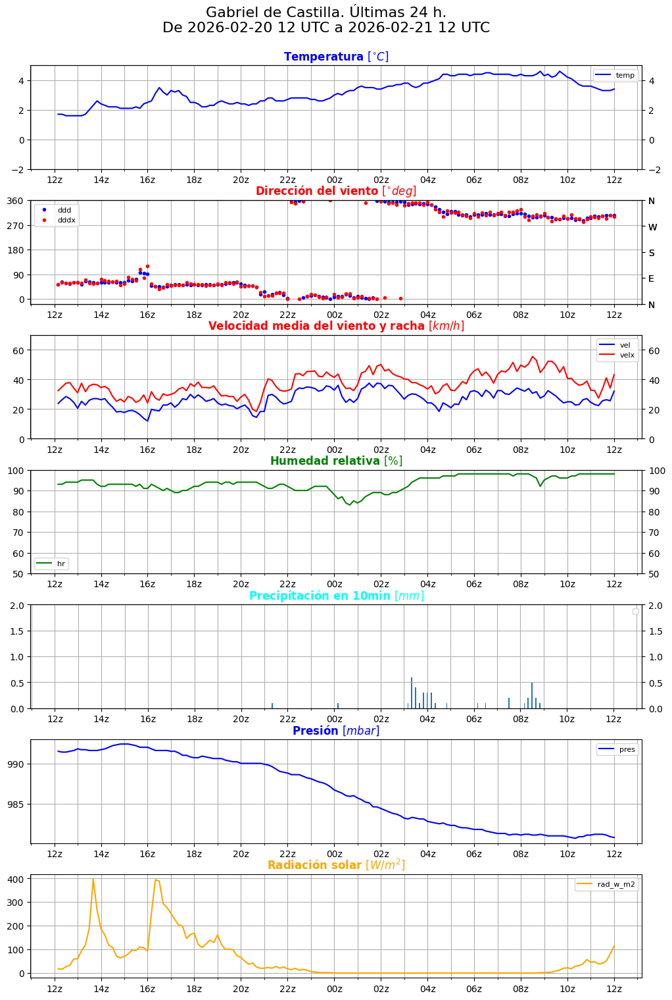 Gabriel de Castilla. Últimas 24 h.
De 2026-02-20 12 UTC a 2026-02-21 12 UTC
Temperatura [°C]
4
2
0
−2
temp
4
2
0
−2
12z 14z 16z 18z 20z 22z 00z 02z 04z 06z 08z 10z 12z
Dirección del viento [°deg]
360
270
180
90
0
ddd
dddx
N
W
S
E
N
12z 14z 16z 18z 20z 22z 00z 02z 04z 06z 08z 10z 12z
Velocidad media del viento y racha [km/h]
60
40
20
0
vel
velx
60
40
20
0
12z 14z 16z 18z 20z 22z 00z 02z 04z 06z 08z 10z 12z
Humedad relativa [%]
100
90
80
70
60
50
hr
100
90
80
70
60
50
12z 14z 16z 18z 20z 22z 00z 02z 04z 06z 08z 10z 12z
Precipitación en 10min [mm]
2.0
1.5
1.0
0.5
0.0
2.0
1.5
1.0
0.5
0.0
12z 14z 16z 18z 20z 22z 00z 02z 04z 06z 08z 10z 12z
Presión [mbar]
990
985
pres
12z 14z 16z 18z 20z 22z 00z 02z 04z 06z 08z 10z 12z
Radiación solar [W/m²]
400
300
200
100
0
rad_w_m2
12z 14z 16z 18z 20z 22z 00z 02z 04z 06z 08z 10z 12z